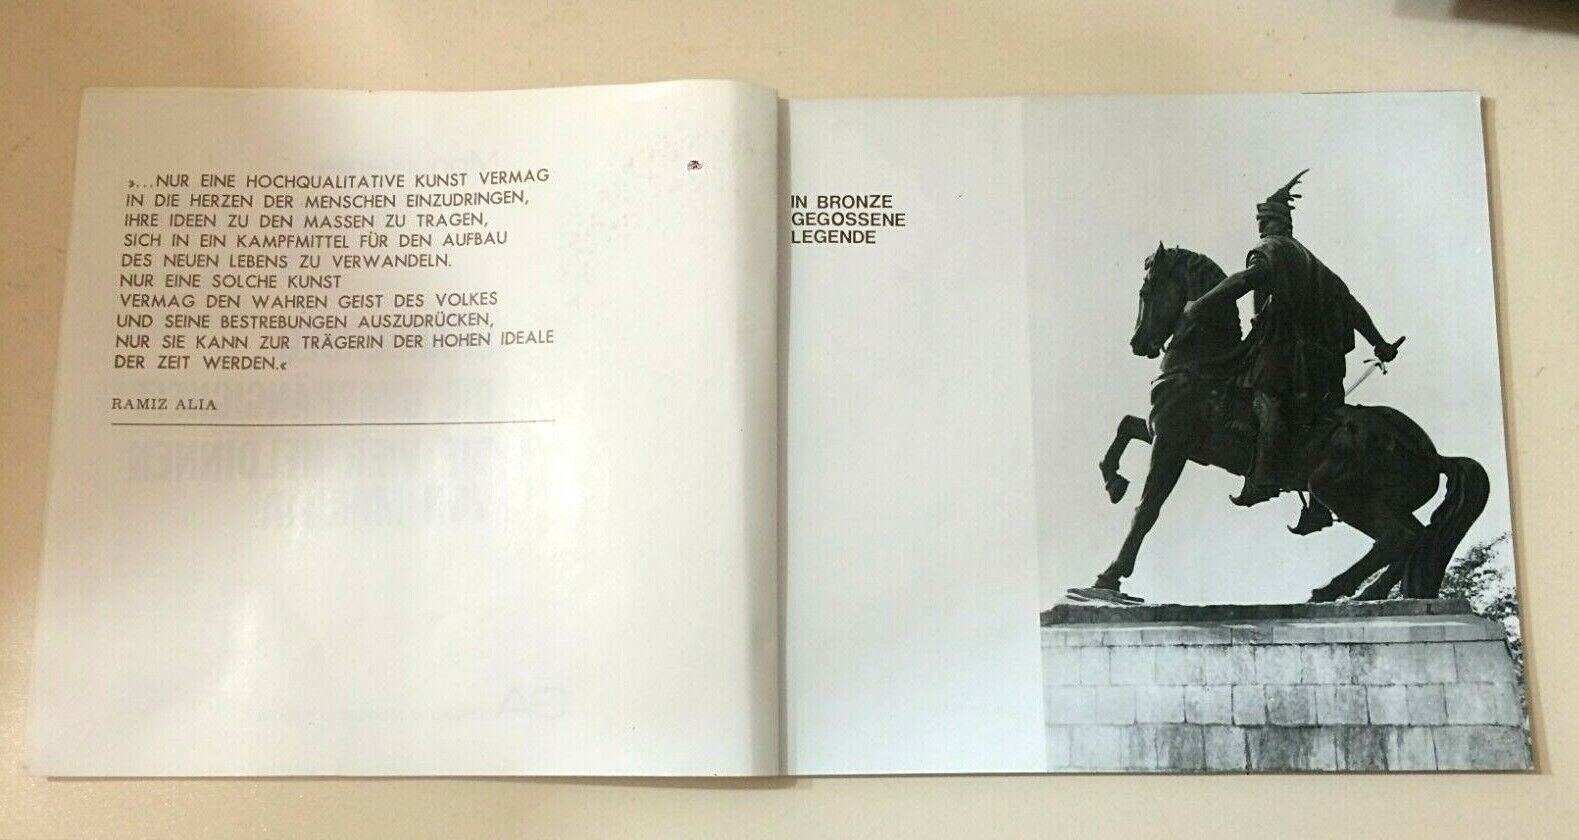 »...NUR EINE HOCHQUALITATIVE KUNST VERMAG
IN DIE HERZEN DER MENSCHEN EINZUDRINGEN,
IHRE IDEEN ZU DEN MASSEN ZU TRAGEN,
SICH IN EIN KAMPFMITTEL FÜR DEN AUFBAU
DES NEUEN LEBENS ZU VERWANDELN.
NUR EINE SOLCHE KUNST
VERMAG DEN WAHREN GEIST DES VOLKES
UND SEINE BESTREBUNGEN AUSZUDRÜCKEN,
NUR SIE KANN ZUR TRÄGERIN DER HOHEN IDEALE
DER ZEIT WERDEN.«
RAMIZ ALIA
IN BRONZE
GEGOSSENE
LEGENDE